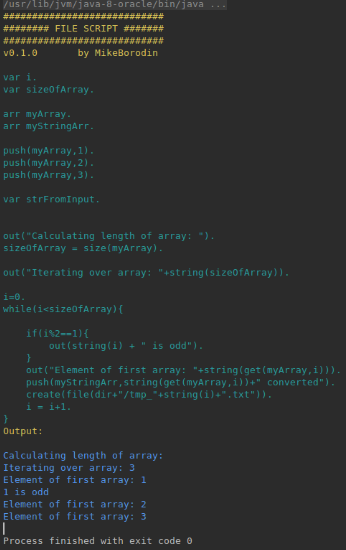 /usr/lib/jvm/java-8-oracle/bin/java ...
###########################
######## FILE SCRIPT #######
###########################
v0.1.0 by MikeBorodin
var i.
var sizeOfArray.
arr myArray.
arr myStringArr.
push(myArray,1).
push(myArray,2).
push(myArray,3).
var strFromInput.
out("Calculating length of array: ").
sizeOfArray = size(myArray).
out("Iterating over array: "+string(sizeOfArray)).
i=0.
while(i<sizeOfArray){
if(i%2==1){
out(string(i) + " is odd").
}
out("Element of first array: "+string(get(myArray,i))).
push(myStringArr,string(get(myArray,i))+" converted").
create(file(dir+"/tmp_"+string(i)+".txt")).
i = i+1.
}
Output:
Calculating length of array:
Iterating over array: 3
Element of first array: 1
1 is odd
Element of first array: 2
Element of first array: 3
Process finished with exit code 0